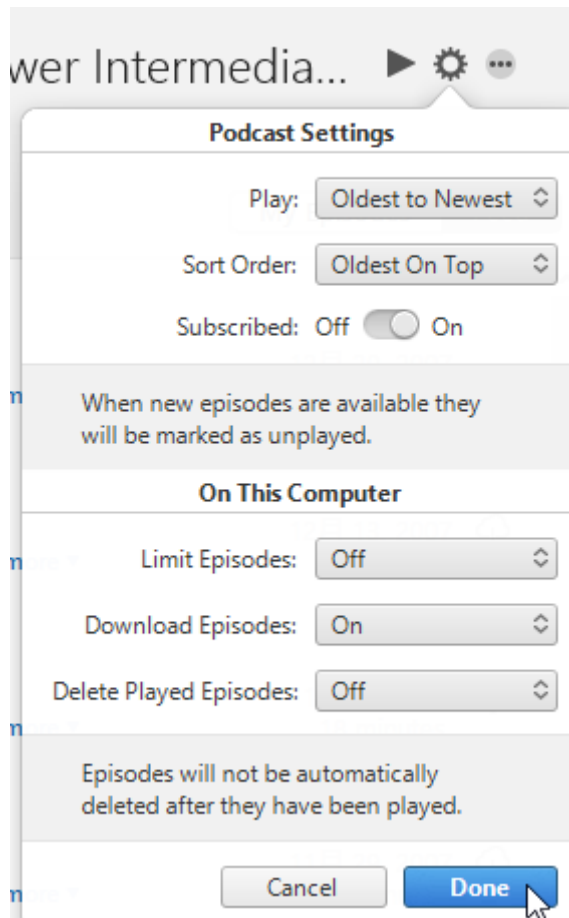 wer Intermedia...
Podcast Settings
Play: Oldest to Newest
Sort Order: Oldest On Top
Subscribed: Off On
When new episodes are available they
will be marked as unplayed.
On This Computer
Limit Episodes: Off
Download Episodes: On
Delete Played Episodes: Off
Episodes will not be automatically
deleted after they have been played.
Cancel Done